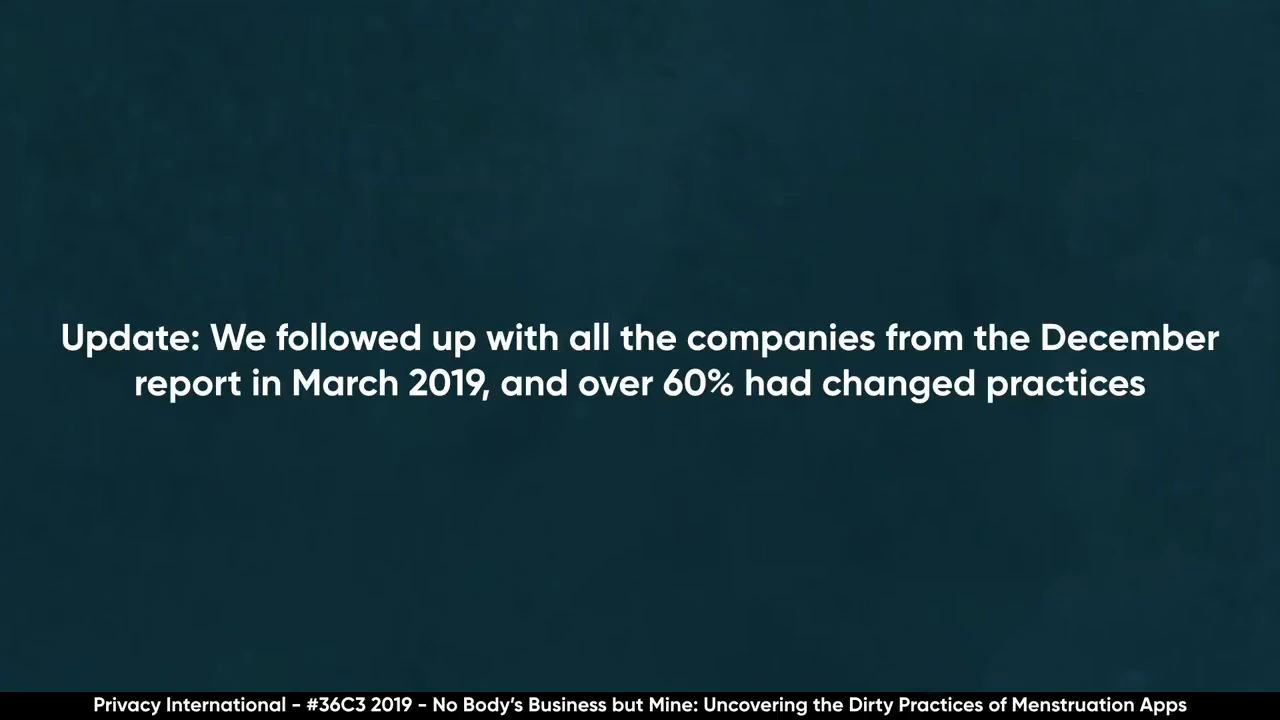 Update: We followed up with all the companies from the December
report in March 2019, and over 60% had changed practices
Privacy International - #36C3 2019 - No Body's Business but Mine: Uncovering the Dirty Practices of Menstruation Apps